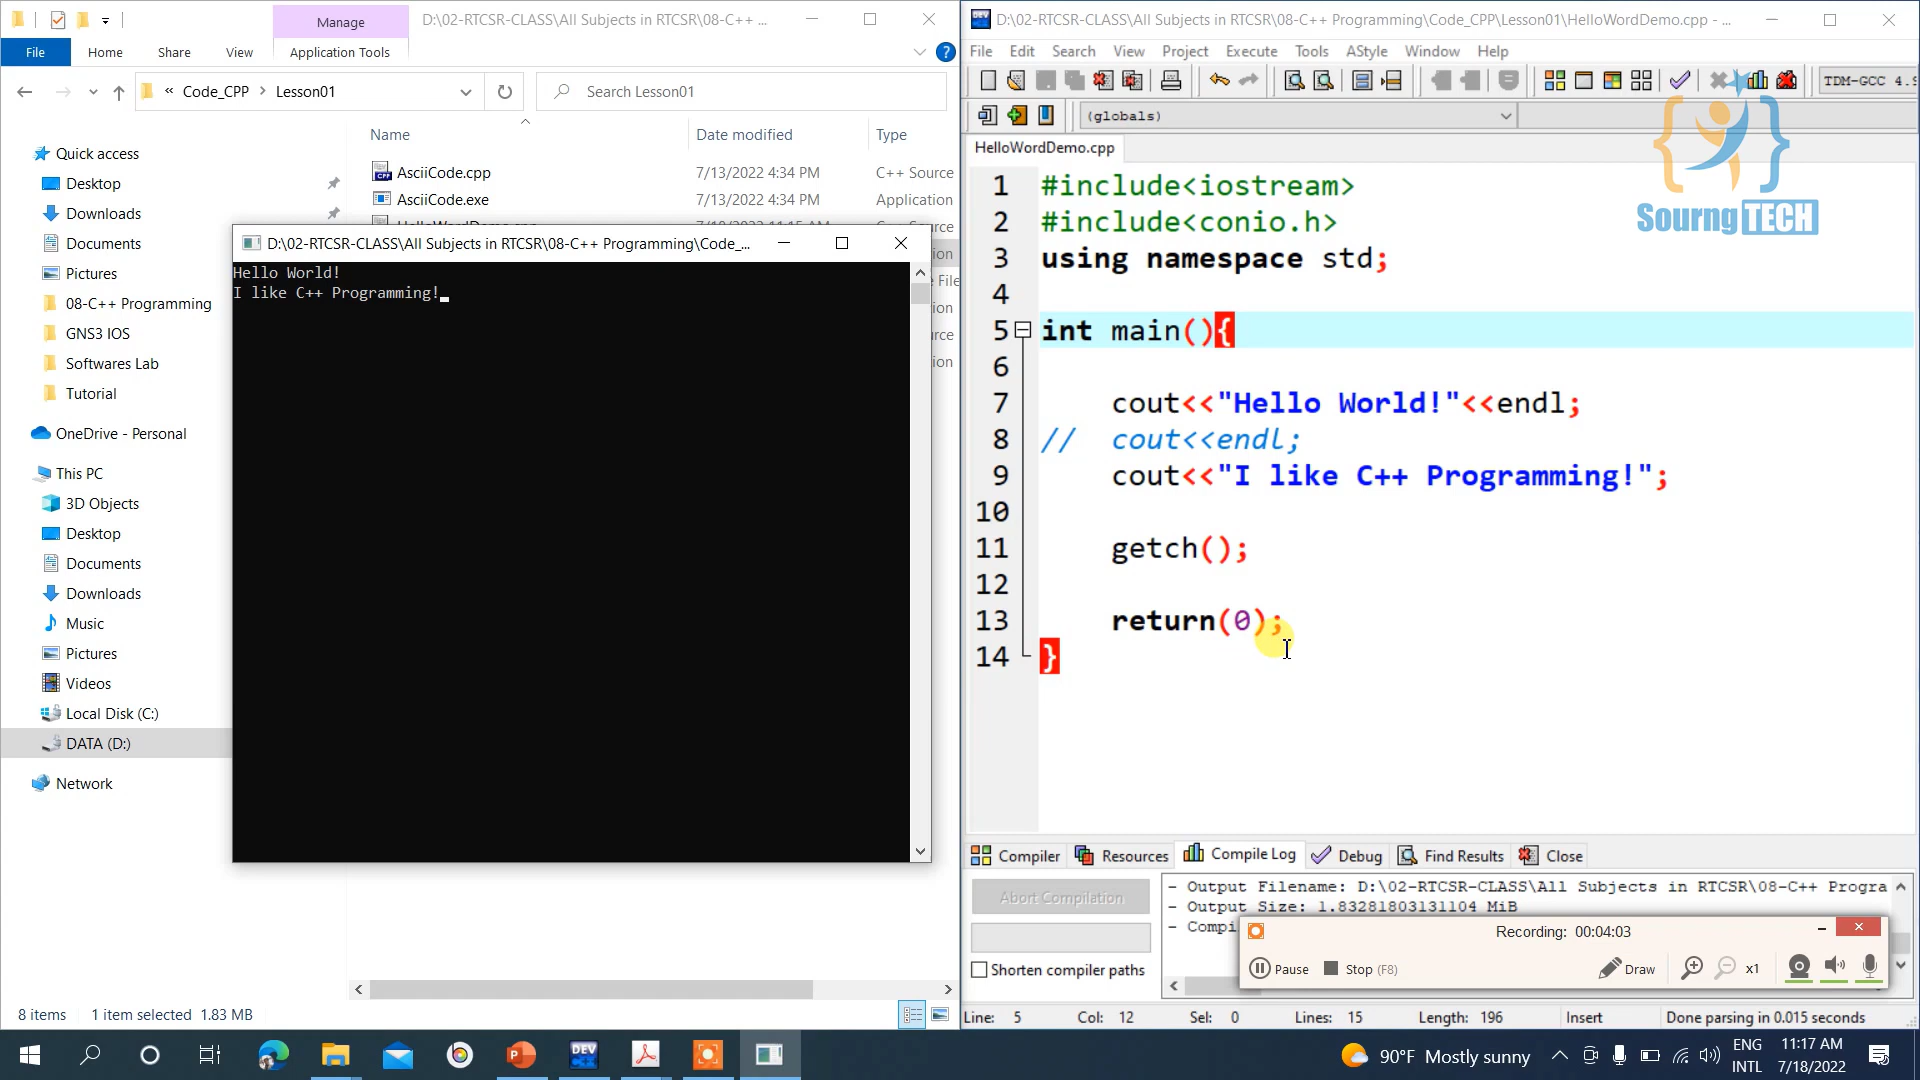 Manage
D:\02-RTCSR-CLASS\All Subjects in RTCSR\08-C++ ...
File
Home
Share
View
Application Tools
« Code_CPP > Lesson01
Search Lesson01
Name
Date modified
Type
AsciiCode.cpp
7/13/2022 4:34 PM
C++ Source
AsciiCode.exe
7/13/2022 4:34 PM
Application
Quick access
Desktop
Downloads
Documents
Pictures
08-C++ Programming
GNS3 IOS
Softwares Lab
Tutorial
OneDrive - Personal
This PC
3D Objects
Desktop
Documents
Downloads
Music
Pictures
Videos
Local Disk (C:)
DATA (D:)
Network
8 items 1 item selected 1.83 MB
D:\02-RTCSR-CLASS\All Subjects in RTCSR\08-C++ Programming\Code_...
Hello World!
I like C++ Programming!
D:\02-RTCSR-CLASS\All Subjects in RTCSR\08-C++ Programming\Code_CPP\Lesson01\HelloWordDemo.cpp - ...
File Edit Search View Project Execute Tools AStyle Window Help
TDM-GCC 4.9
(globals)
HelloWordDemo.cpp
SourngTECH
1 #include<iostream>
2 #include<conio.h>
3 using namespace std;
4
5 int main(){
6
7 cout<<"Hello World!"<<endl;
8 // cout<<endl;
9 cout<<"I like C++ Programming!";
10
11 getch();
12
13 return(0);
14 }
Compiler Resources Compile Log Debug Find Results Close
Abort Compilation
Shorten compiler paths
- Output Filename: D:\02-RTCSR-CLASS\All Subjects in RTCSR\08-C++ Progra
- Output Size: 1.83281803131104 MiB
- Compi
Recording: 00:04:03
Pause Stop (F8) Draw x1
Line: 5 Col: 12 Sel: 0 Lines: 15 Length: 196 Insert Done parsing in 0.015 seconds
90°F Mostly sunny
ENG
INTL
11:17 AM
7/18/2022